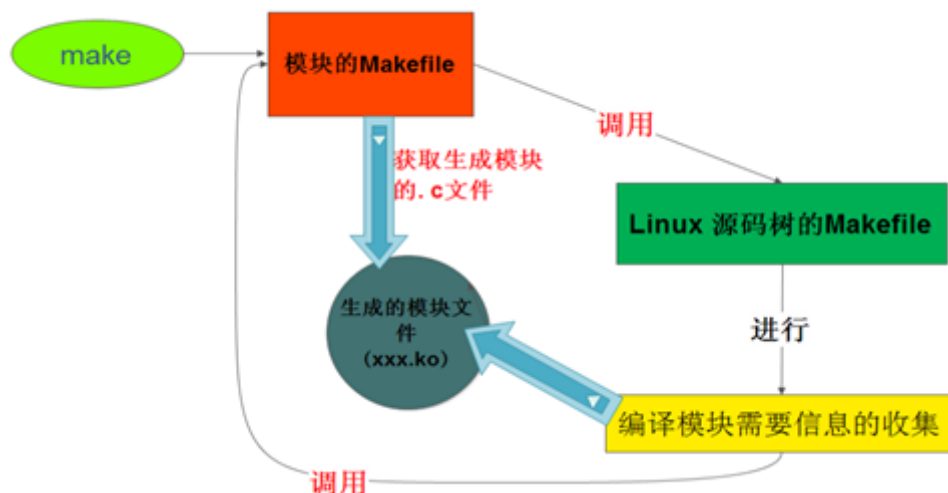 make
模块的Makefile
调用
获取生成模块
的. c文件
Linux 源码树的Makefile
生成的模块文
件
（xxx.ko）
进行
编译模块需要信息的收集
调用